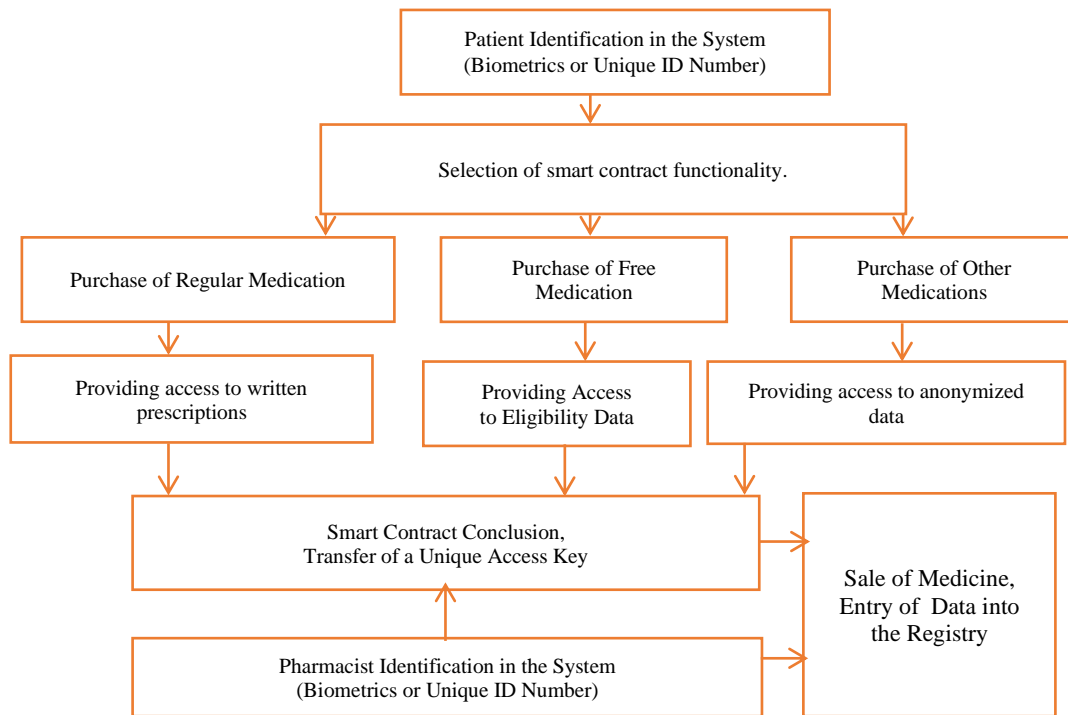 Patient Identification in the System
(Biometrics or Unique ID Number)
Selection of smart contract functionality.
Purchase of Regular Medication
Purchase of Free
Medication
Purchase of Other
Medications
Providing access to written
prescriptions
Providing Access
to Eligibility Data
Providing access to anonymized
data
Smart Contract Conclusion,
Transfer of a Unique Access Key
Sale of Medicine,
Entry of Data into
the Registry
Pharmacist Identification in the System
(Biometrics or Unique ID Number)